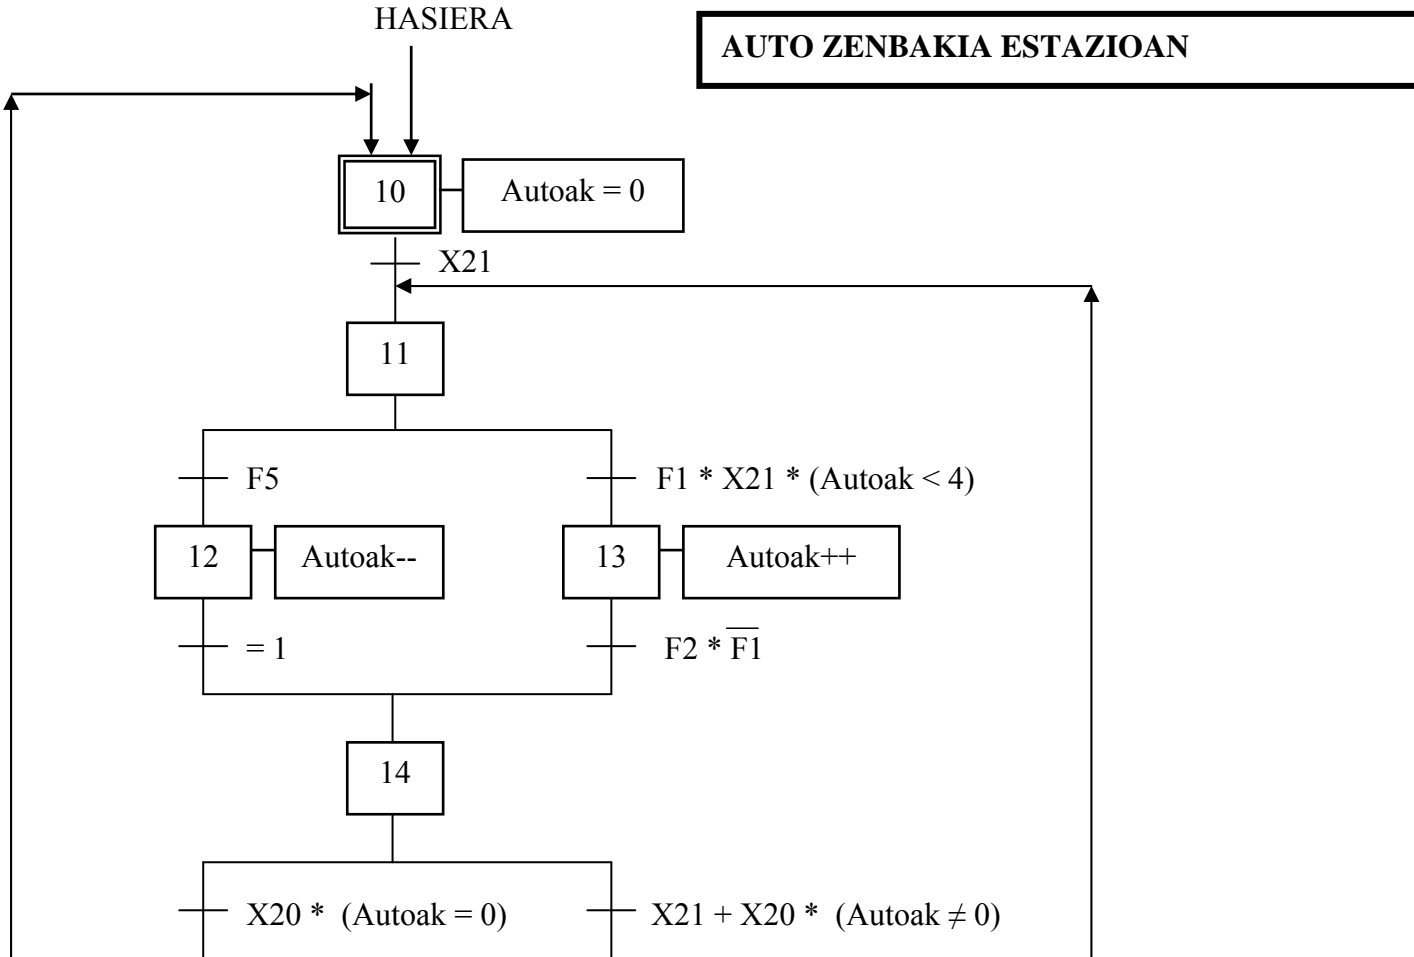 HASIERA
AUTO ZENBAKIA ESTAZIOAN
10
Autoak = 0
X21
11
F5
F1 * X21 * (Autoak < 4)
12
Autoak--
13
Autoak++
= 1
F2 * F̅1̅
14
X20 * (Autoak = 0)
X21 + X20 * (Autoak ≠ 0)